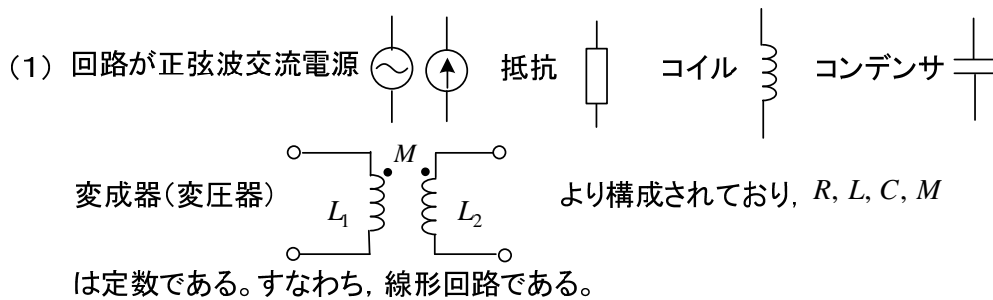 (1) 回路が正弦波交流電源 抵抗 コイル コンデンサ
M
変成器(変圧器) L₁ L₂ より構成されており, R, L, C, M
は定数である。すなわち, 線形回路である。